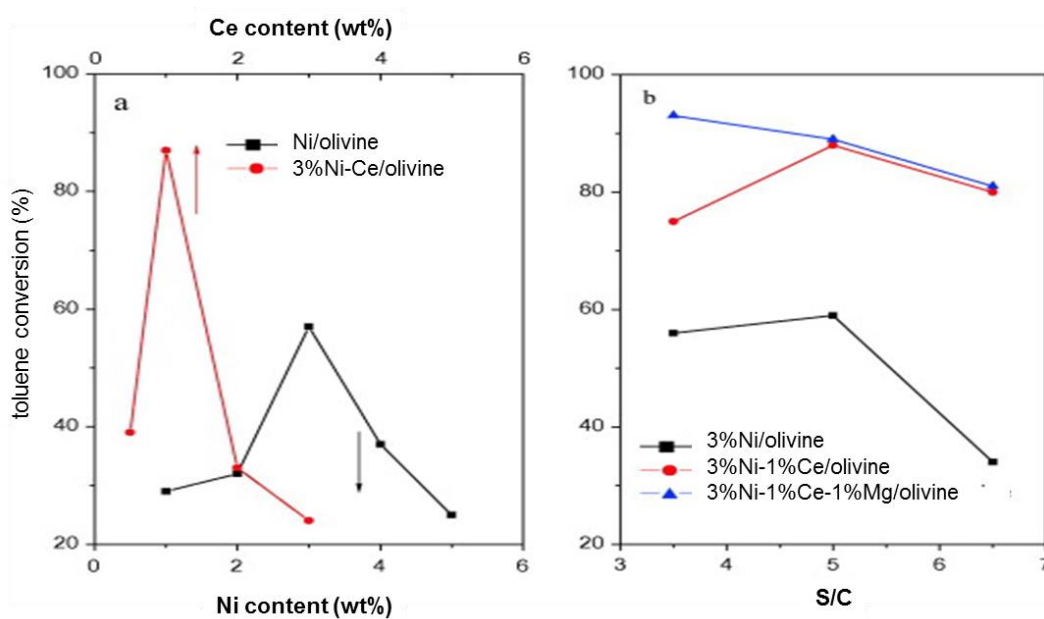 Ce content (wt%)
0 2 4 6
100
80
60
40
20
a
Ni/olivine
3%Ni-Ce/olivine
toluene conversion (%)
0 2 4 6
Ni content (wt%)
100
80
60
40
20
b
3%Ni/olivine
3%Ni-1%Ce/olivine
3%Ni-1%Ce-1%Mg/olivine
3 4 5 6 7
S/C